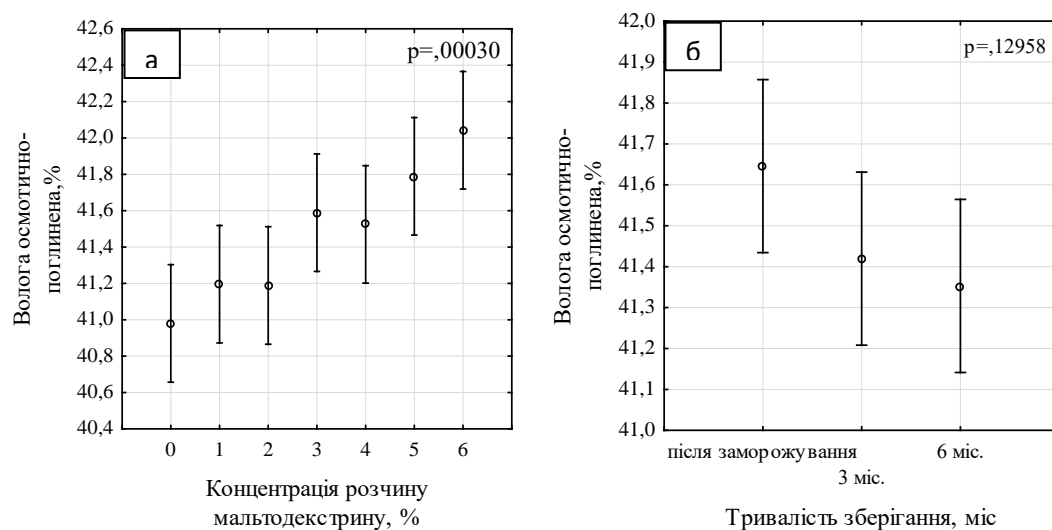 а
p=,00030
42,6
42,4
42,2
42,0
41,8
41,6
41,4
41,2
41,0
40,8
40,6
40,4
Волога осмотично-
поглинена,%
0 1 2 3 4 5 6
Концентрація розчину
мальтодекстрину, %
б
p=,12958
42,0
41,9
41,8
41,7
41,6
41,5
41,4
41,3
41,2
41,1
41,0
Волога осмотично-
поглинена,%
після заморожування 6 міс.
3 міс.
Тривалість зберігання, міс